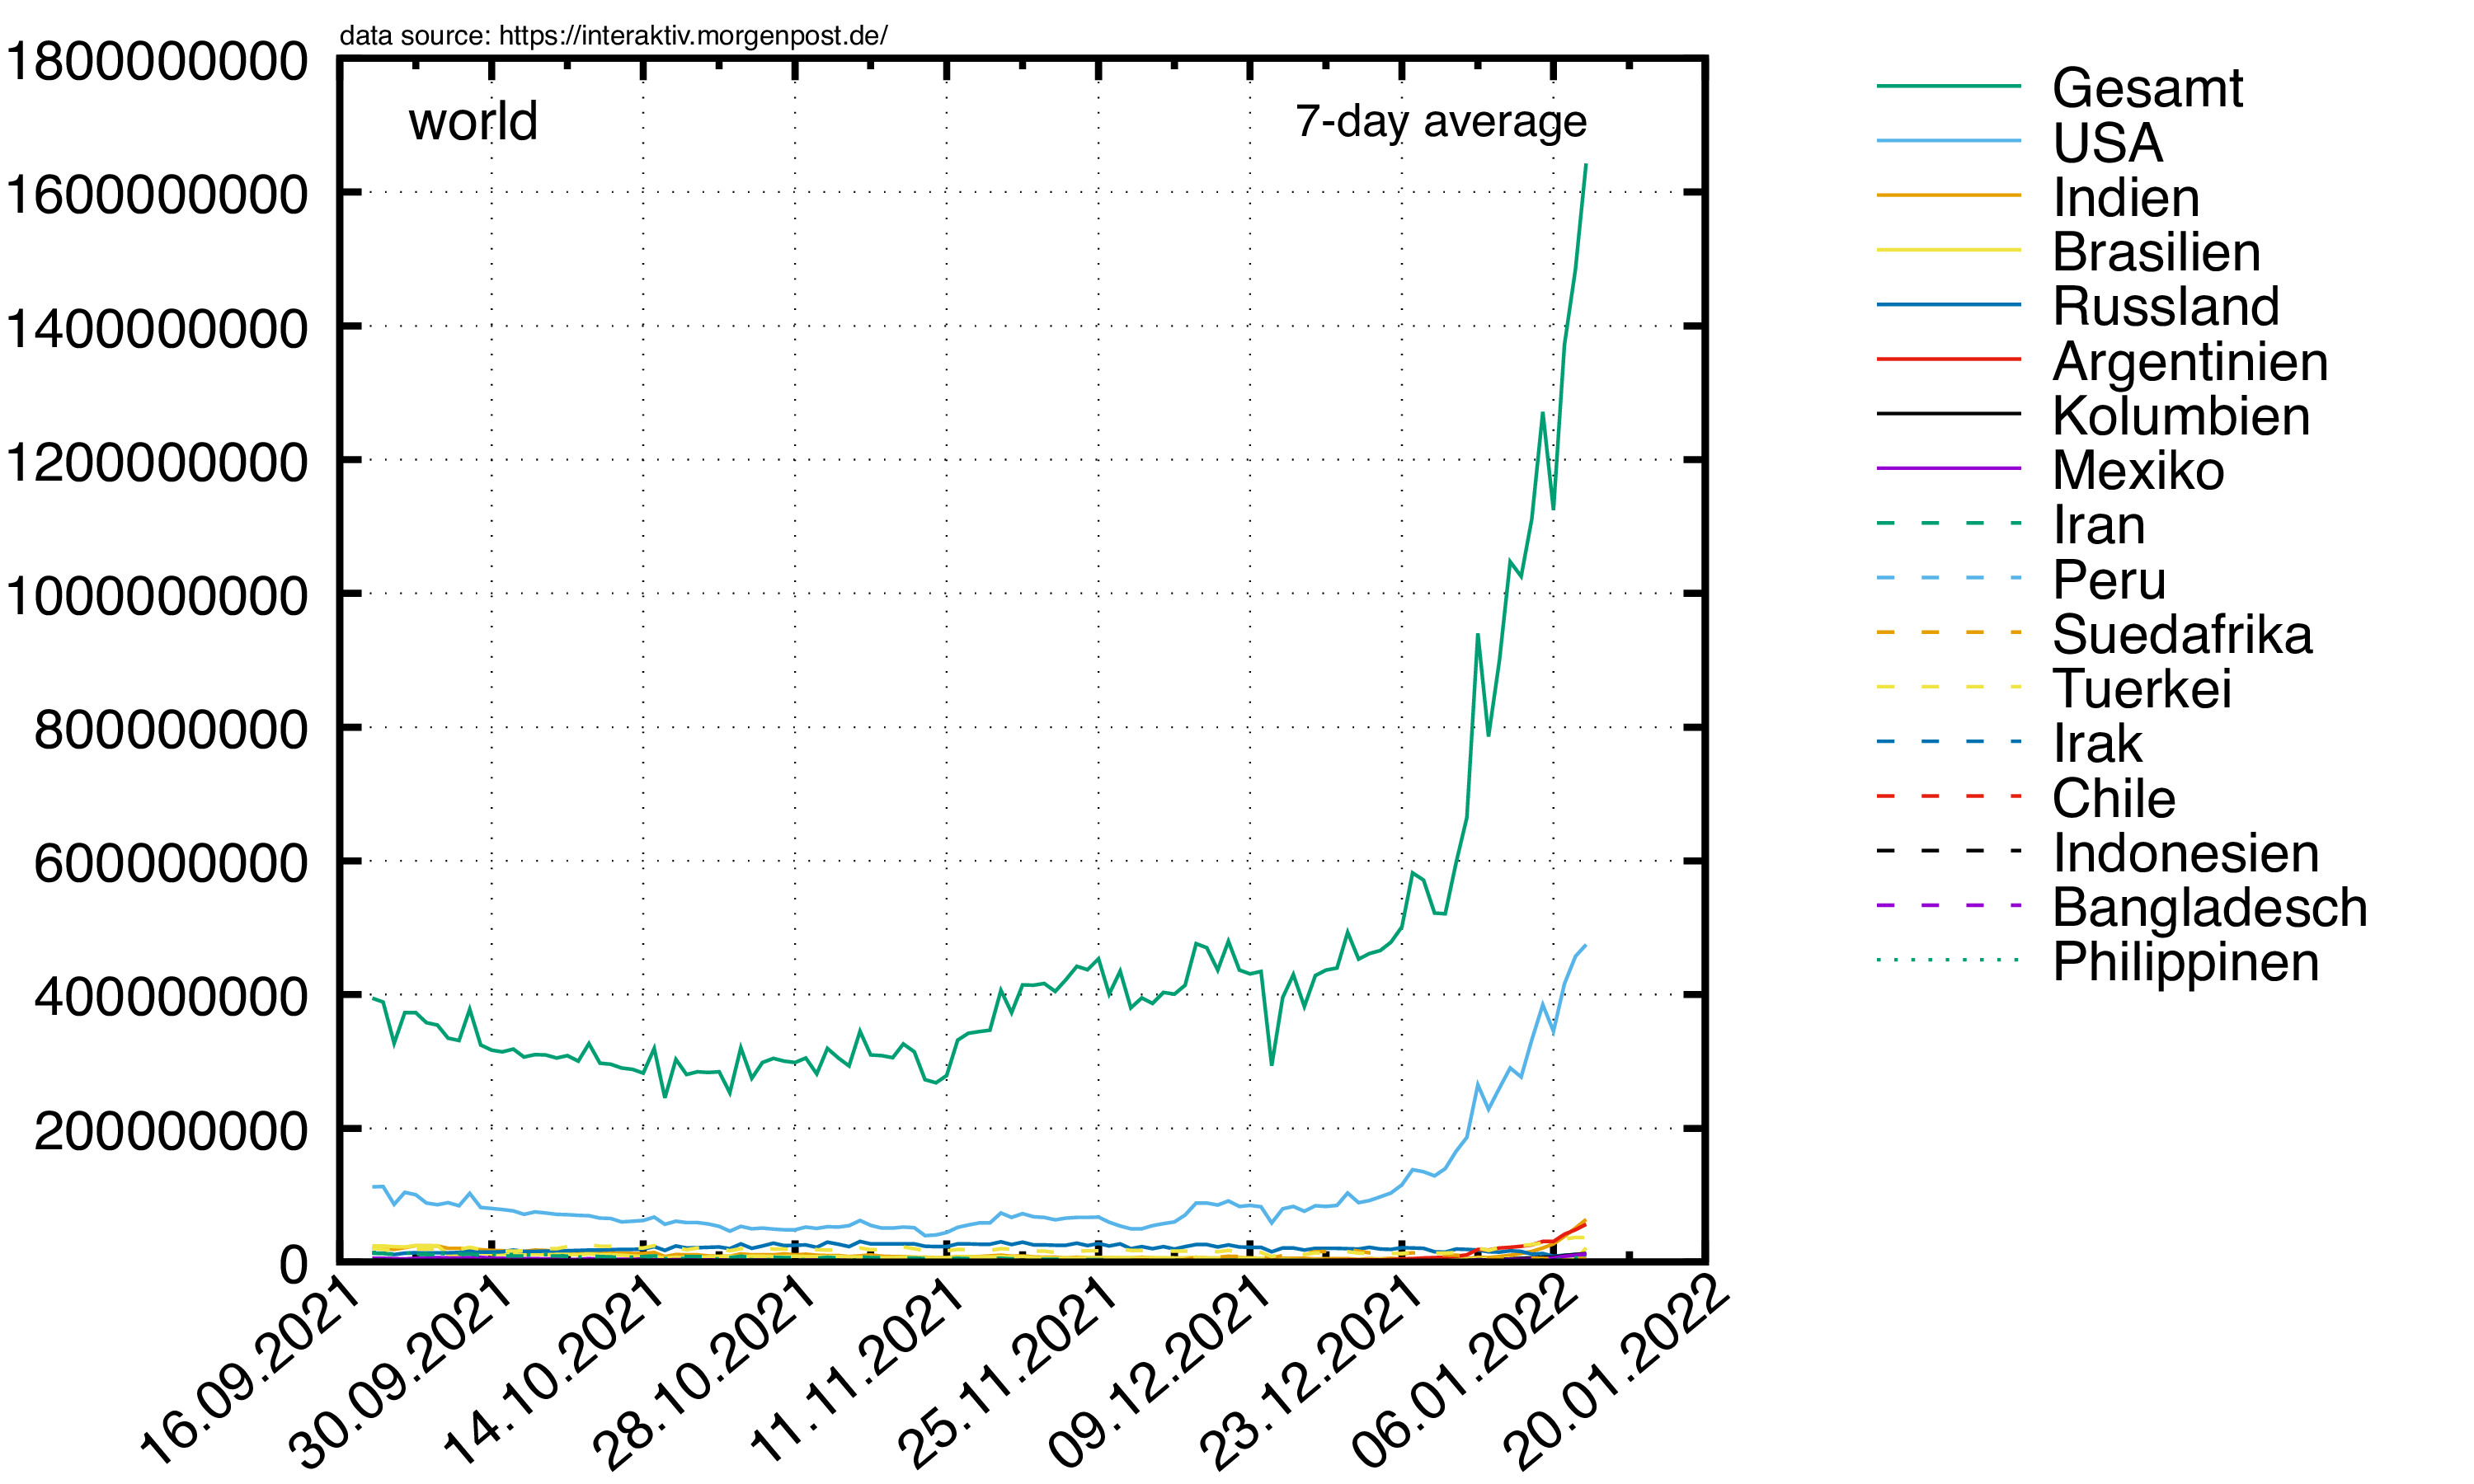 data source: https://interaktiv.morgenpost.de/
1800000000
1600000000
1400000000
1200000000
1000000000
800000000
600000000
400000000
200000000
0
world
7-day average
16.09.2021
30.09.2021
14.10.2021
28.10.2021
11.11.2021
25.11.2021
09.12.2021
23.12.2021
06.01.2022
20.01.2022
Gesamt
USA
Indien
Brasilien
Russland
Argentinien
Kolumbien
Mexiko
Iran
Peru
Suedafrika
Tuerkei
Irak
Chile
Indonesien
Bangladesch
Philippinen